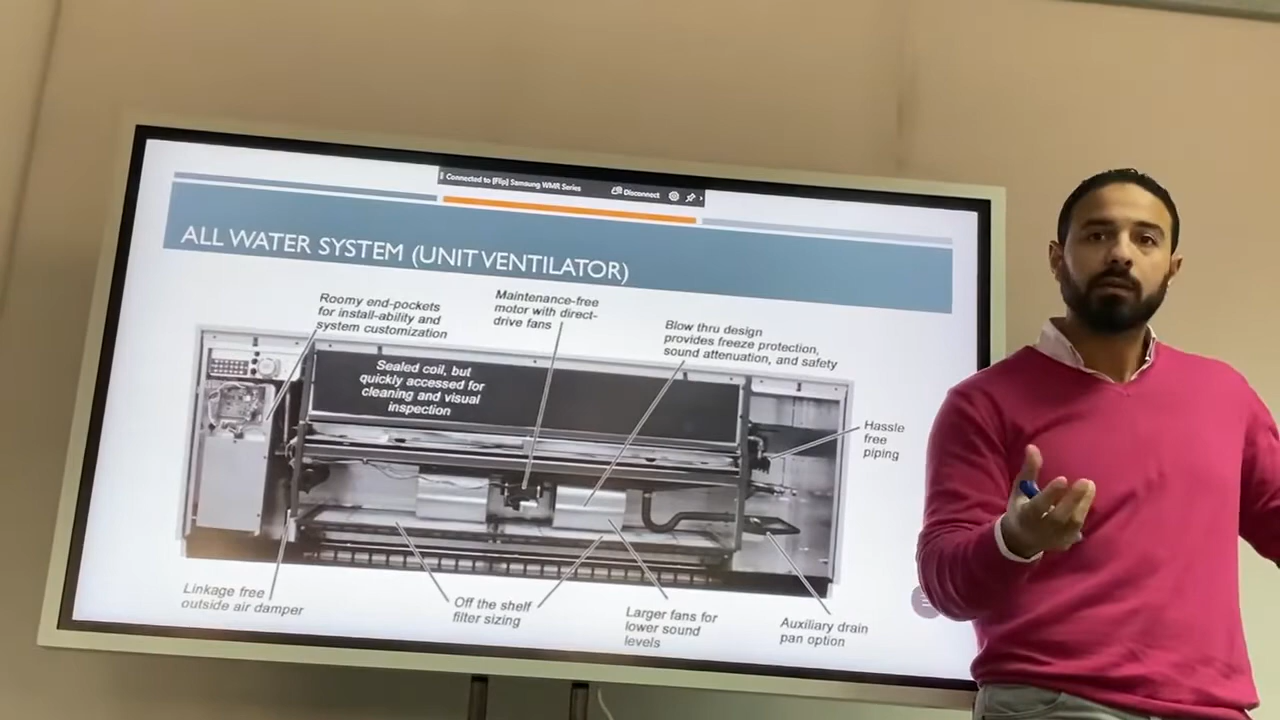 Connected to (Flip) Samsung WMR Series
Disconnect
ALL WATER SYSTEM (UNIT VENTILATOR)
Roomy end-pockets
for install-ability and
system customization
Maintenance-free
motor with direct-
drive fans
Blow thru design
provides freeze protection,
sound attenuation, and safety
Sealed coil, but
quickly accessed for
cleaning and visual
inspection
Hassle
free
piping
Linkage free
outside air damper
Off the shelf
filter sizing
Larger fans for
lower sound
levels
Auxiliary drain
pan option